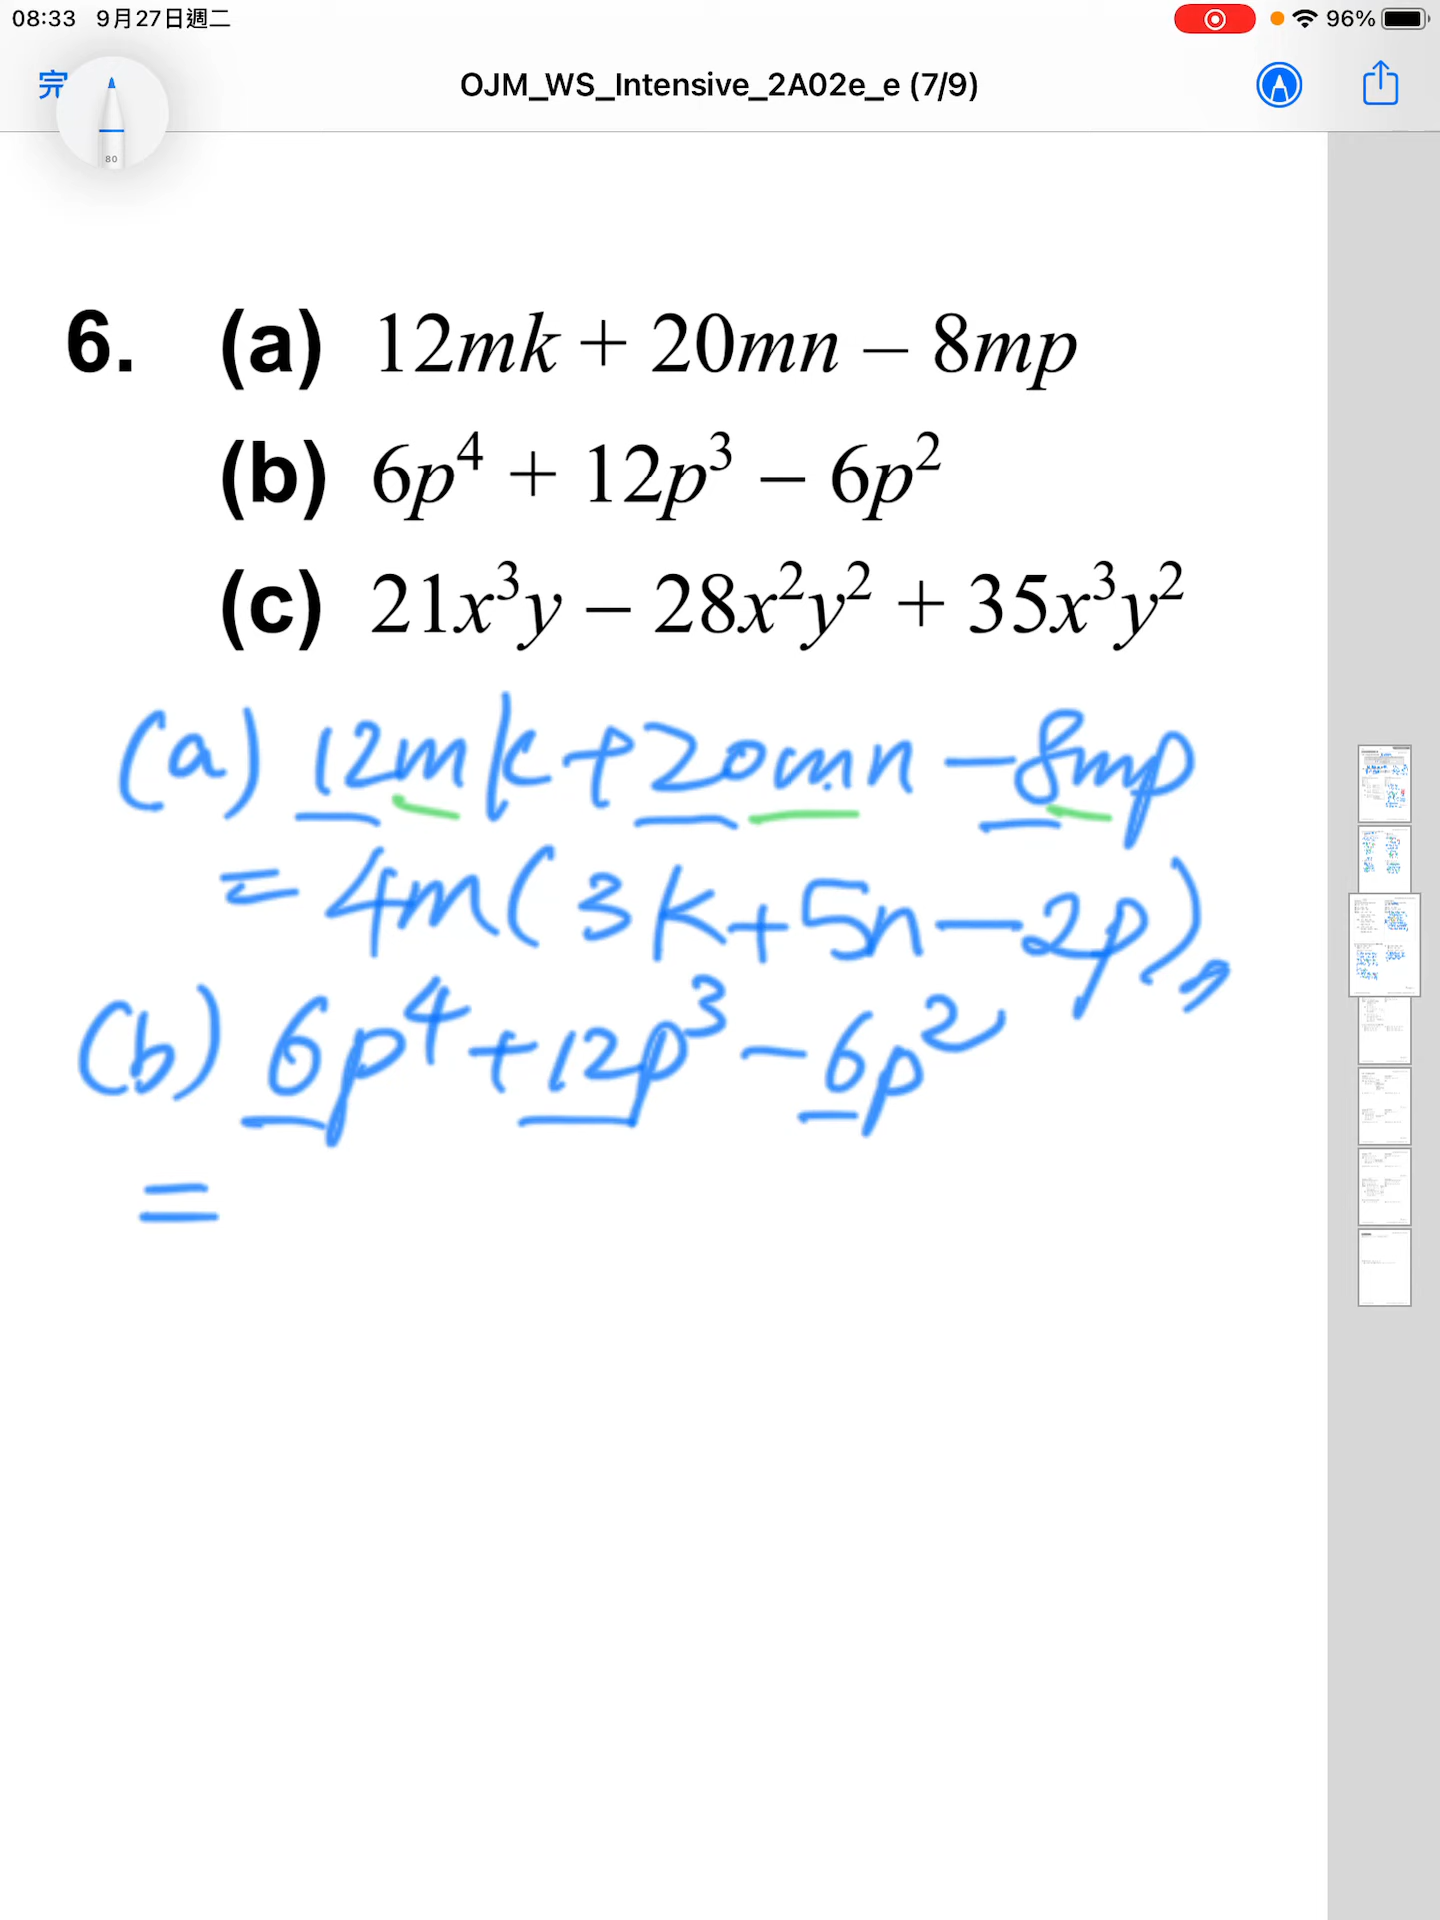 08:33 9月27日週二 96%
完 OJM_WS_Intensive_2A02e_e (7/9)
80
6. (a) 12mk + 20mn – 8mp
(b) 6p⁴ + 12p³ – 6p²
(c) 21x³y – 28x²y² + 35x³y²
(a) 12mk+20mn-8mp
= 4m(3k+5n-2p)
(b) 6p⁴+12p³-6p²
=